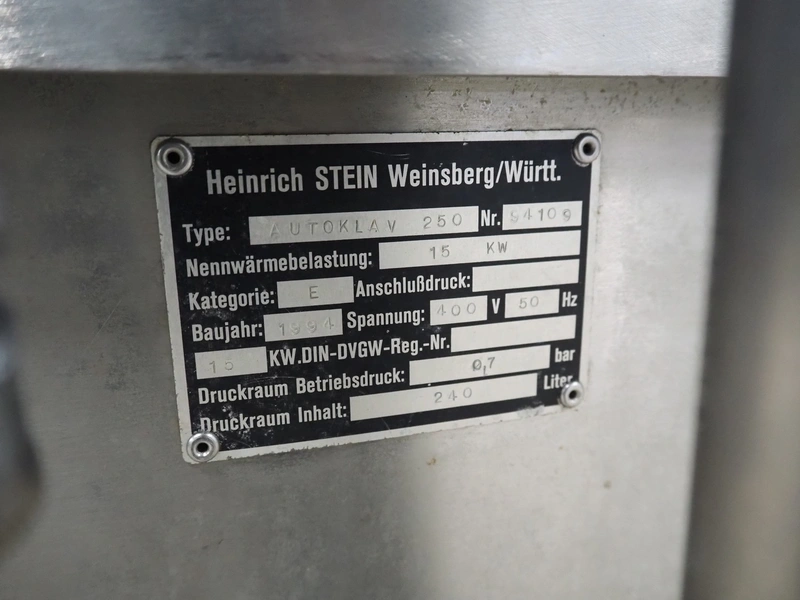 Heinrich STEIN Weinsberg/Württ.
Type: AUTOKLAV 250 Nr. 94109
Nennwärmebelastung: 15 KW
Kategorie: E Anschlußdruck:
Baujahr: 1994 Spannung: 400 V 50 Hz
15 KW.DIN-DVGW-Reg.-Nr.
Druckraum Betriebsdruck: 0,7 bar
Druckraum Inhalt: 240 Liter